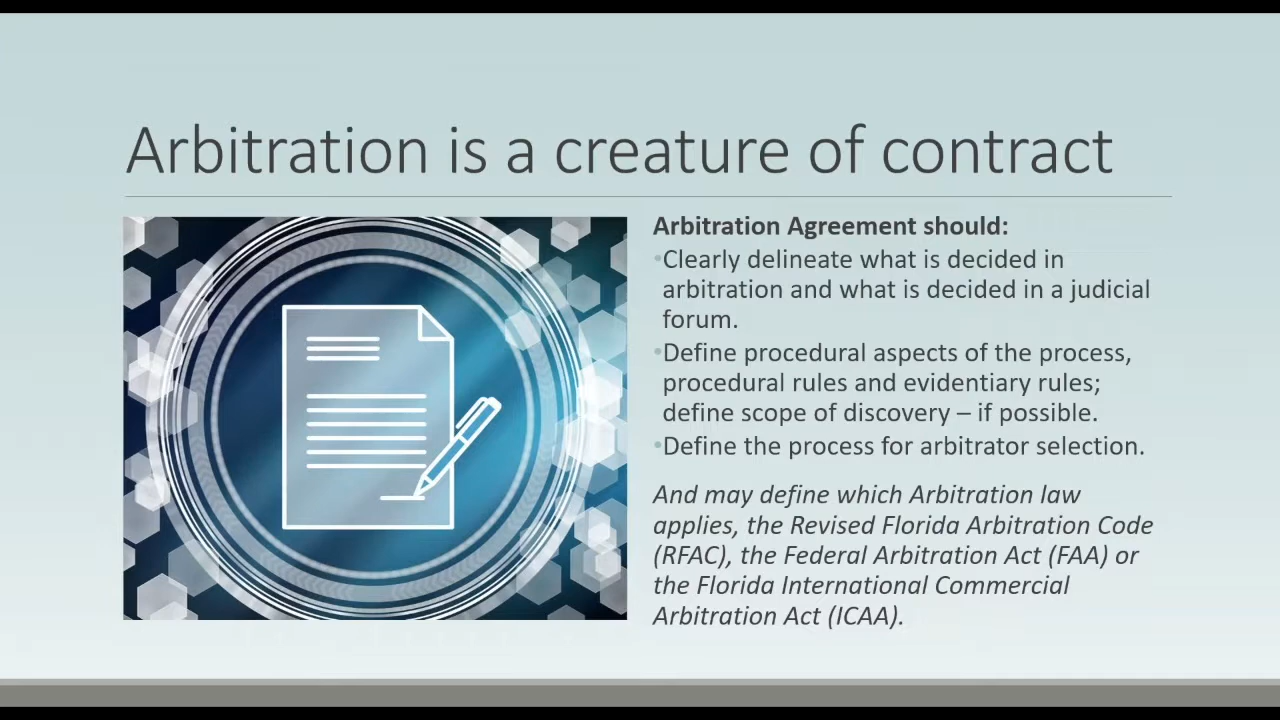 Arbitration is a creature of contract
Arbitration Agreement should:
•Clearly delineate what is decided in
arbitration and what is decided in a judicial
forum.
•Define procedural aspects of the process,
procedural rules and evidentiary rules;
define scope of discovery – if possible.
•Define the process for arbitrator selection.
And may define which Arbitration law
applies, the Revised Florida Arbitration Code
(RFAC), the Federal Arbitration Act (FAA) or
the Florida International Commercial
Arbitration Act (ICAA).